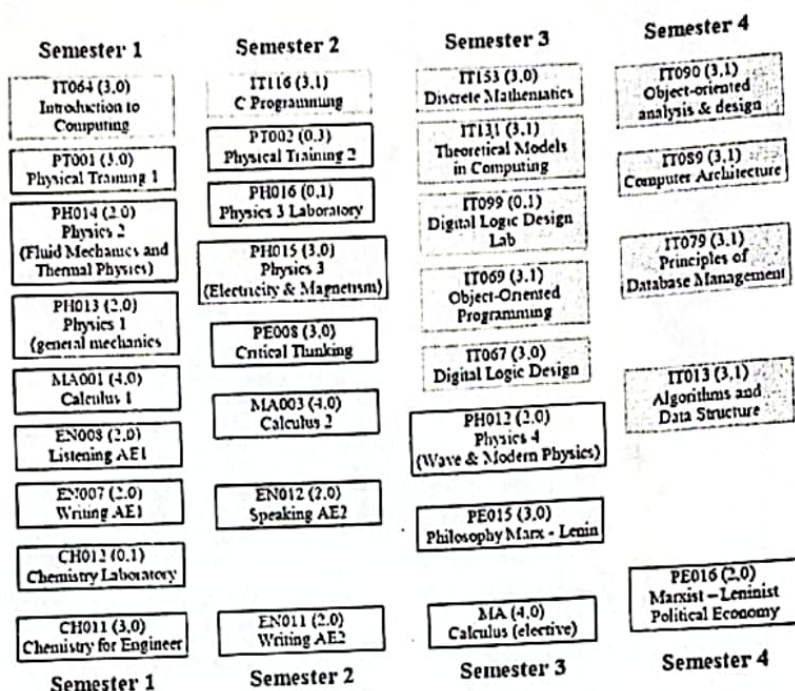 Semester 1
IT064 (3,0)
Introduction to
Computing
PT001 (3,0)
Physical Training 1
PH014 (2,0)
Physics 2
(Fluid Mechanics and
Thermal Physics)
PH013 (2,0)
Physics 1
(general mechanics
MA001 (4,0)
Calculus 1
EN008 (2,0)
Listening AE1
EN007 (2,0)
Writing AE1
CH012 (0,1)
Chemistry Laboratory
CH011 (3,0)
Chemistry for Engineer
Semester 1
Semester 2
IT116 (3,1)
C Programming
PT002 (0,3)
Physical Training 2
PH016 (0,1)
Physics 3 Laboratory
PH015 (3,0)
Physics 3
(Electricity & Magnetism)
PE008 (3,0)
Critical Thinking
MA003 (4,0)
Calculus 2
EN012 (2,0)
Speaking AE2
EN011 (2,0)
Writing AE2
Semester 2
Semester 3
IT153 (3,0)
Discrete Mathematics
IT131 (3,1)
Theoretical Models
in Computing
IT099 (0,1)
Digital Logic Design
Lab
IT069 (3,1)
Object-Oriented
Programming
IT067 (3,0)
Digital Logic Design
PH012 (2,0)
Physics 4
(Wave & Modern Physics)
PE015 (3,0)
Philosophy Marx - Lenin
MA (4,0)
Calculus (elective)
Semester 3
Semester 4
IT090 (3,1)
Object-oriented
analysis & design
IT089 (3,1)
Computer Architecture
IT079 (3,1)
Principles of
Database Management
IT013 (3,1)
Algorithms and
Data Structure
PE016 (2,0)
Marxist – Leninist
Political Economy
Semester 4